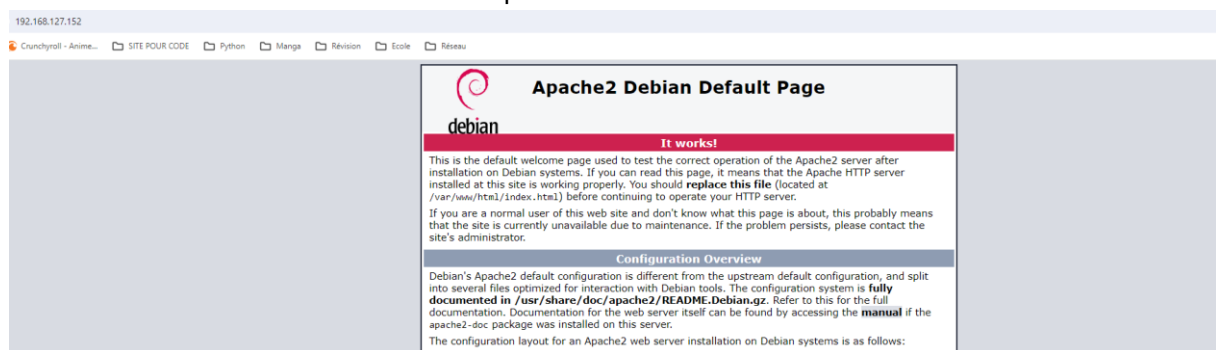 192.168.127.152
Crunchyroll - Anime... SITE POUR CODE Python Manga Révision Ecole Réseau
debian
Apache2 Debian Default Page
It works!
This is the default welcome page used to test the correct operation of the Apache2 server after
installation on Debian systems. If you can read this page, it means that the Apache HTTP server
installed at this site is working properly. You should replace this file (located at
/var/www/html/index.html) before continuing to operate your HTTP server.
If you are a normal user of this web site and don't know what this page is about, this probably means
that the site is currently unavailable due to maintenance. If the problem persists, please contact the
site's administrator.
Configuration Overview
Debian's Apache2 default configuration is different from the upstream default configuration, and split
into several files optimized for interaction with Debian tools. The configuration system is fully
documented in /usr/share/doc/apache2/README.Debian.gz. Refer to this for the full
documentation. Documentation for the web server itself can be found by accessing the manual if the
apache2-doc package was installed on this server.
The configuration layout for an Apache2 web server installation on Debian systems is as follows: